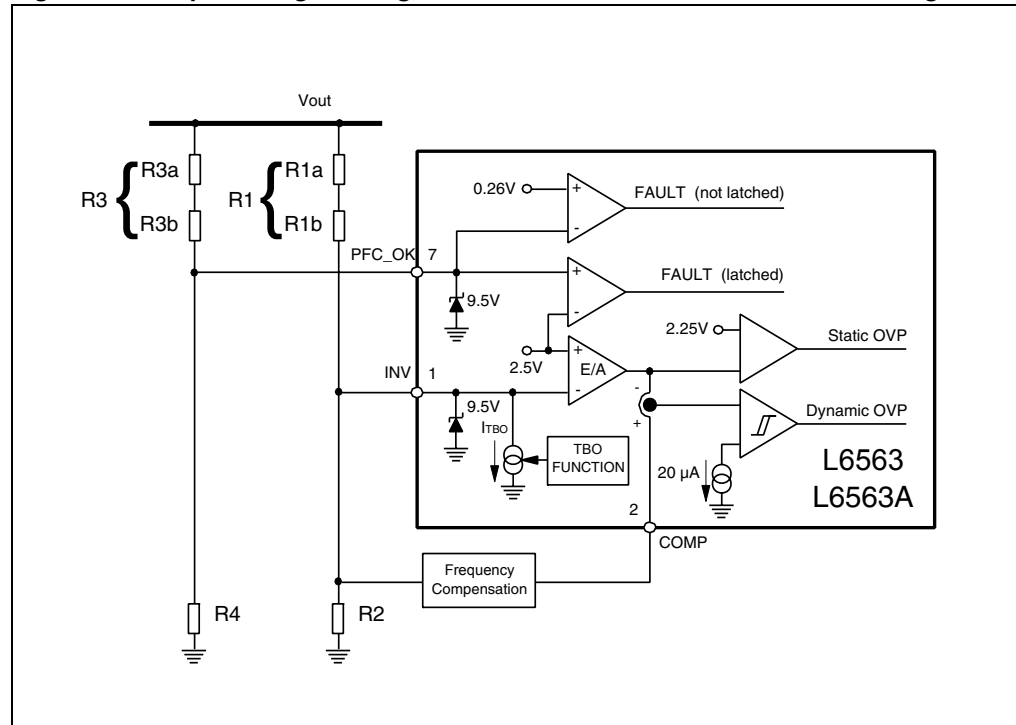 Vout
R3 { R3a
R3b
R1 { R1a
R1b
0.26V
+
-
FAULT (not latched)
PFC_OK 7
9.5V
+
-
FAULT (latched)
2.5V
2.25V
Static OVP
INV 1
+
E/A
-
9.5V
ITBO
TBO
FUNCTION
-
+
Dynamic OVP
20 µA
L6563
L6563A
2
COMP
Frequency
Compensation
R4
R2